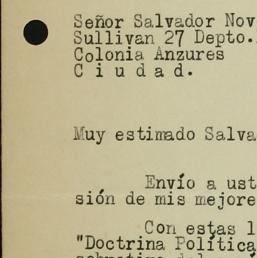 Señor Salvador Nov
Sullivan 27 Depto.
Colonia Anzures
C i u d a d.
Muy estimado Salva
Envío a ust
sión de mis mejore
Con estas l
"Doctrina Política